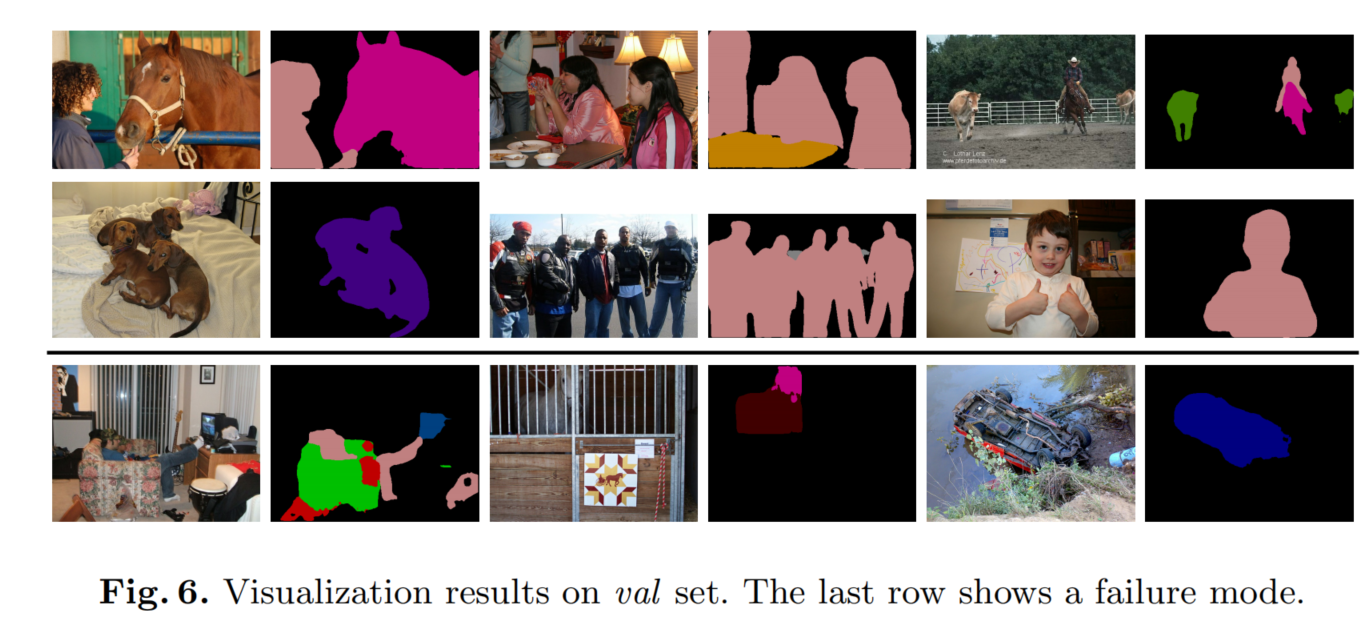 © Lothar Lenz
www.pferdefotoarchiv.de
Fig. 6. Visualization results on val set. The last row shows a failure mode.